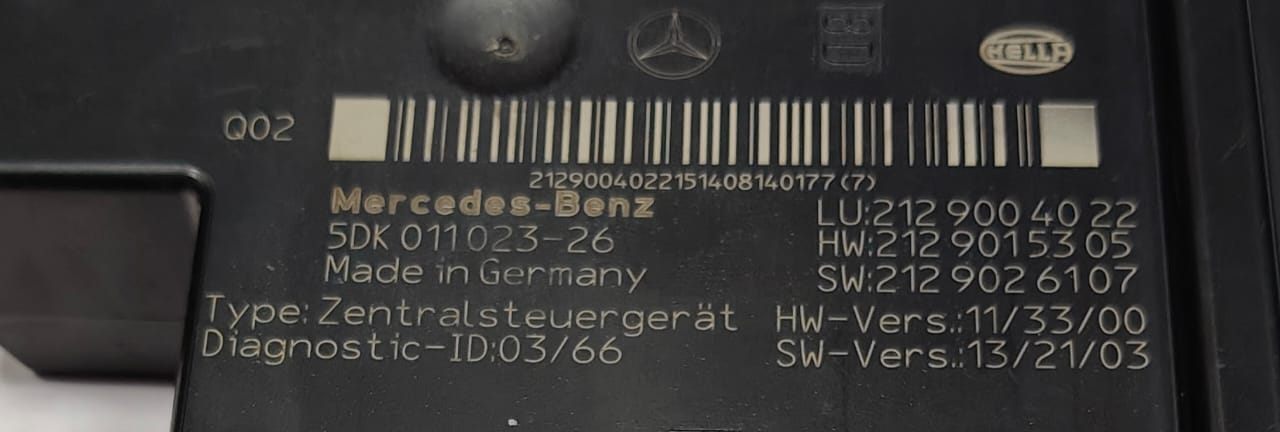 HELLA
Q02
2129004022151408140177(7)
Mercedes-Benz
LU:212 900 40 22
5DK 011023-26
HW:212 901 53 05
Made in Germany
SW:212 902 61 07
Type: Zentralsteuergerät
HW-Vers.:11/33/00
Diagnostic-ID:03/66
SW-Vers.:13/21/03